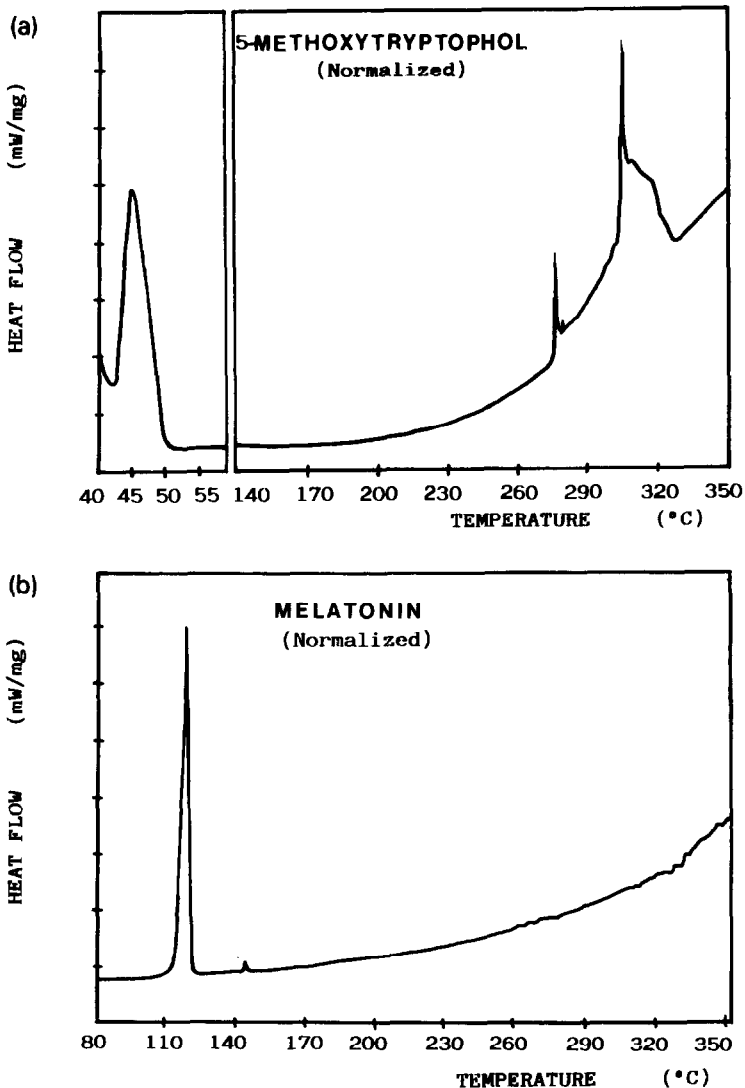 (a)
5-METHOXYTRYPTOPHOL
(Normalized)
HEAT FLOW (mW/mg)
40 45 50 55 140 170 200 230 260 290 320 350
TEMPERATURE (°C)
(b)
MELATONIN
(Normalized)
HEAT FLOW (mW/mg)
80 110 140 170 200 230 260 290 320 350
TEMPERATURE (°C)